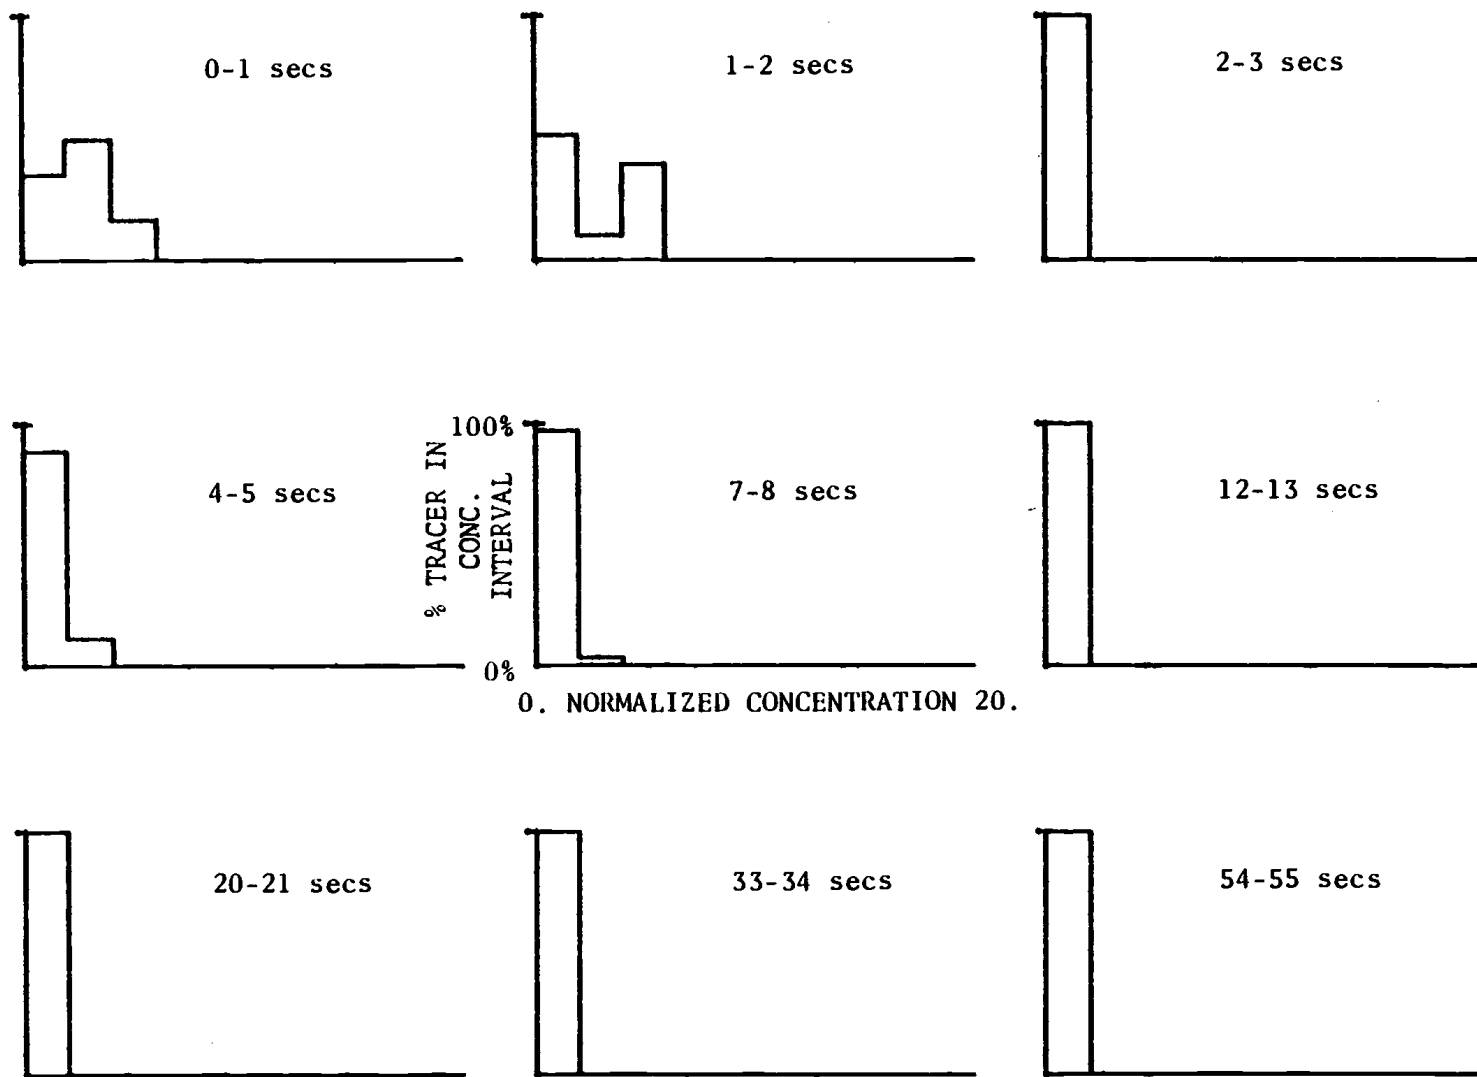 0-1 secs
1-2 secs
2-3 secs
4-5 secs
100%
% TRACER IN
CONC.
INTERVAL
0%
7-8 secs
12-13 secs
0. NORMALIZED CONCENTRATION 20.
20-21 secs
33-34 secs
54-55 secs